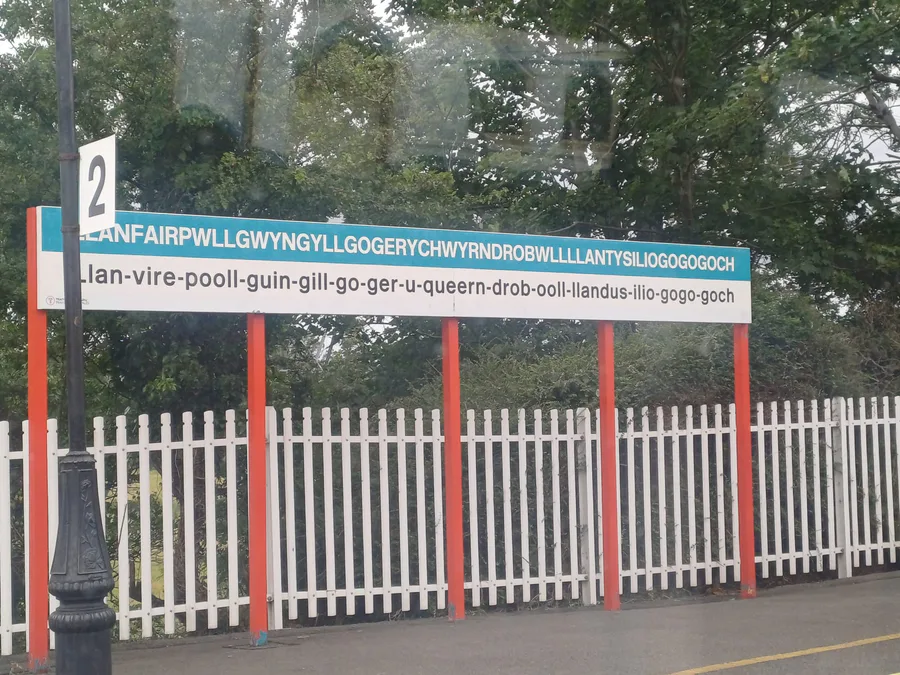 2
LLANFAIRPWLLGWYNGYLLGOGERYCHWYRNDROBWLLLLANTYSILIOGOGOGOCH
Llan-vire-pooll-guin-gill-go-ger-u-queern-drob-ooll-llandus-ilio-gogo-goch